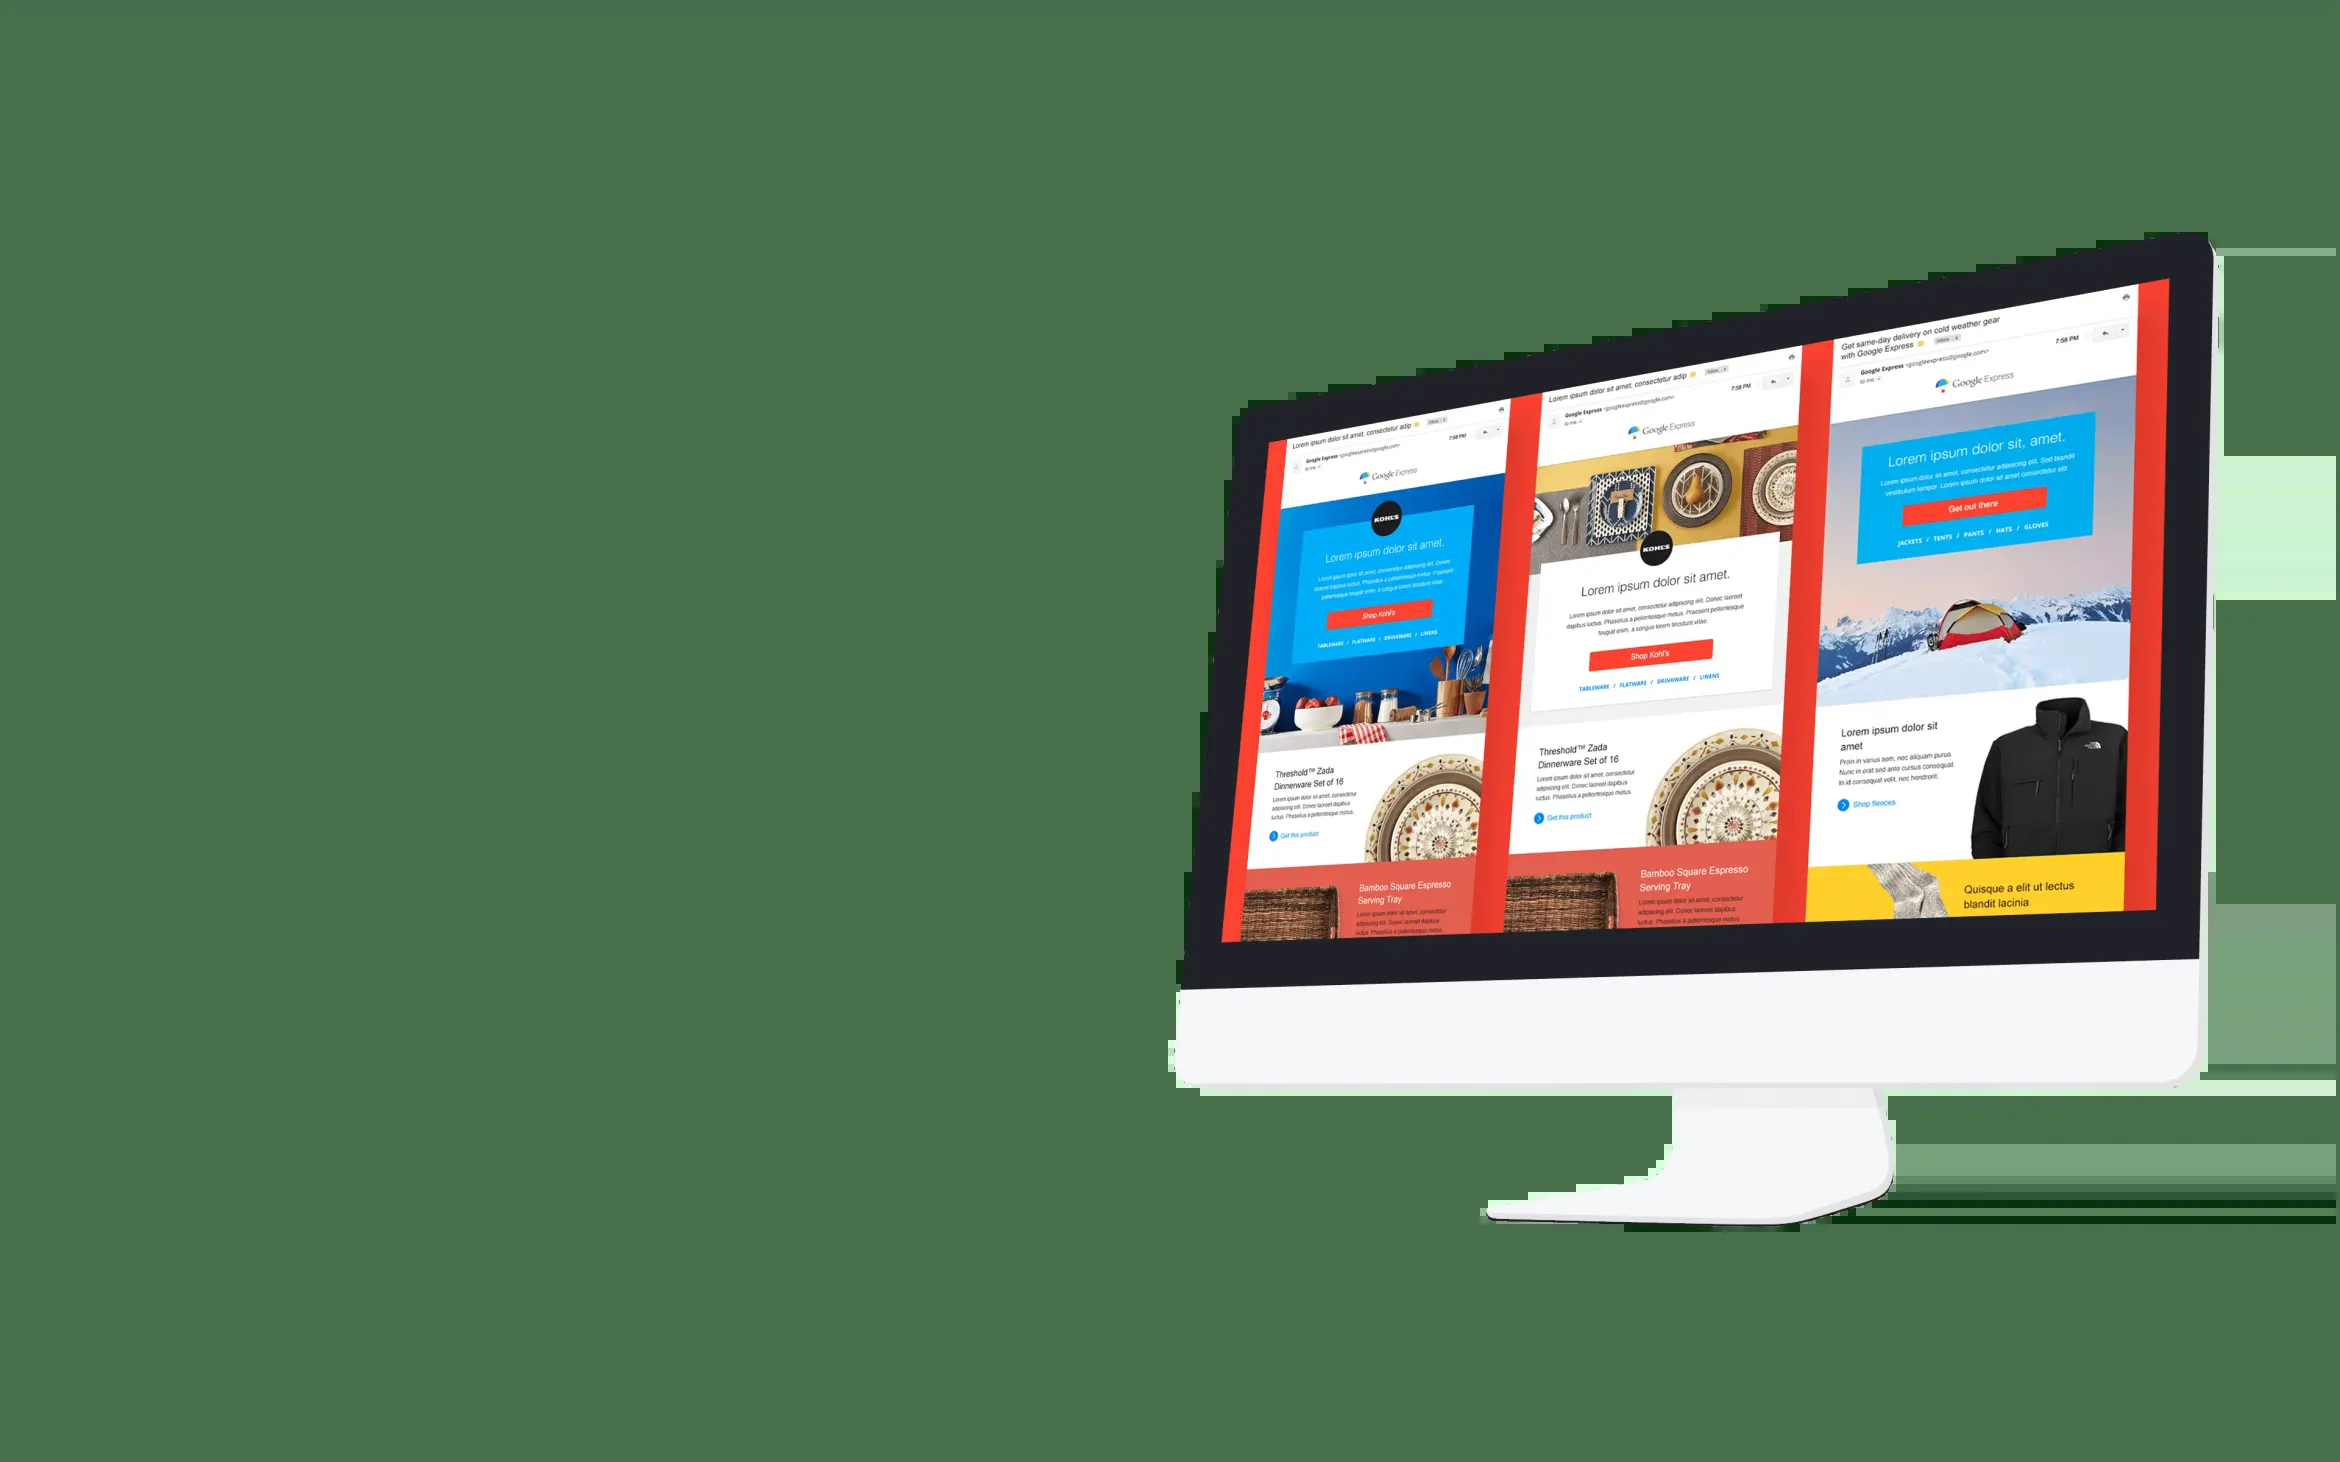 Lorem ipsum dolor sit amet, consectetur adip
Inbox x
Google Express <googleexpress@google.com>
to me
7:58 PM
Google Express
KOHL'S
Lorem ipsum dolor sit amet.
Lorem ipsum dolor sit amet, consectetur adipiscing elit. Donec
laoreet dapibus luctus. Phasellus a pellentesque metus. Praesent
pellentesque feugiat enim, a congue lorem tincidunt vitae.
Shop Kohl's
TABLEWARE / FLATWARE / DRINKWARE / LINENS
Threshold™ Zada
Dinnerware Set of 16
Lorem ipsum dolor sit amet, consectetur
adipiscing elit. Donec laoreet dapibus
luctus. Phasellus a pellentesque metus.
Get this product
Bamboo Square Espresso
Serving Tray
Lorem ipsum dolor sit amet, consectetur
adipiscing elit. Donec laoreet dapibus
luctus. Phasellus a pellentesque metus.
Lorem ipsum dolor sit amet, consectetur adip
Inbox x
Google Express <googleexpress@google.com>
to me
7:58 PM
Google Express
KOHL'S
Lorem ipsum dolor sit amet.
Lorem ipsum dolor sit amet, consectetur adipiscing elit. Donec laoreet
dapibus luctus. Phasellus a pellentesque metus. Praesent pellentesque
feugiat enim, a congue lorem tincidunt vitae.
Shop Kohl's
TABLEWARE / FLATWARE / DRINKWARE / LINENS
Threshold™ Zada
Dinnerware Set of 16
Lorem ipsum dolor sit amet, consectetur
adipiscing elit. Donec laoreet dapibus
luctus. Phasellus a pellentesque metus.
Get this product
Bamboo Square Espresso
Serving Tray
Lorem ipsum dolor sit amet, consectetur
adipiscing elit. Donec laoreet dapibus
luctus. Phasellus a pellentesque metus.
Get same-day delivery on cold weather gear
with Google Express
Inbox x
Google Express <googleexpress@google.com>
to me
7:58 PM
Google Express
Lorem ipsum dolor sit, amet.
Lorem ipsum dolor sit amet, consectetur adipiscing elit. Sed blandit
vestibulum tempor. Lorem ipsum dolor sit amet consectetur elit.
Get out there
JACKETS / TENTS / PANTS / HATS / GLOVES
Lorem ipsum dolor sit
amet
Proin in varius sem, nec aliquam purus.
Nunc in erat sed ante cursus consequat.
In id consequat velit, nec hendrerit.
Shop fleeces
Quisque a elit ut lectus
blandit lacinia